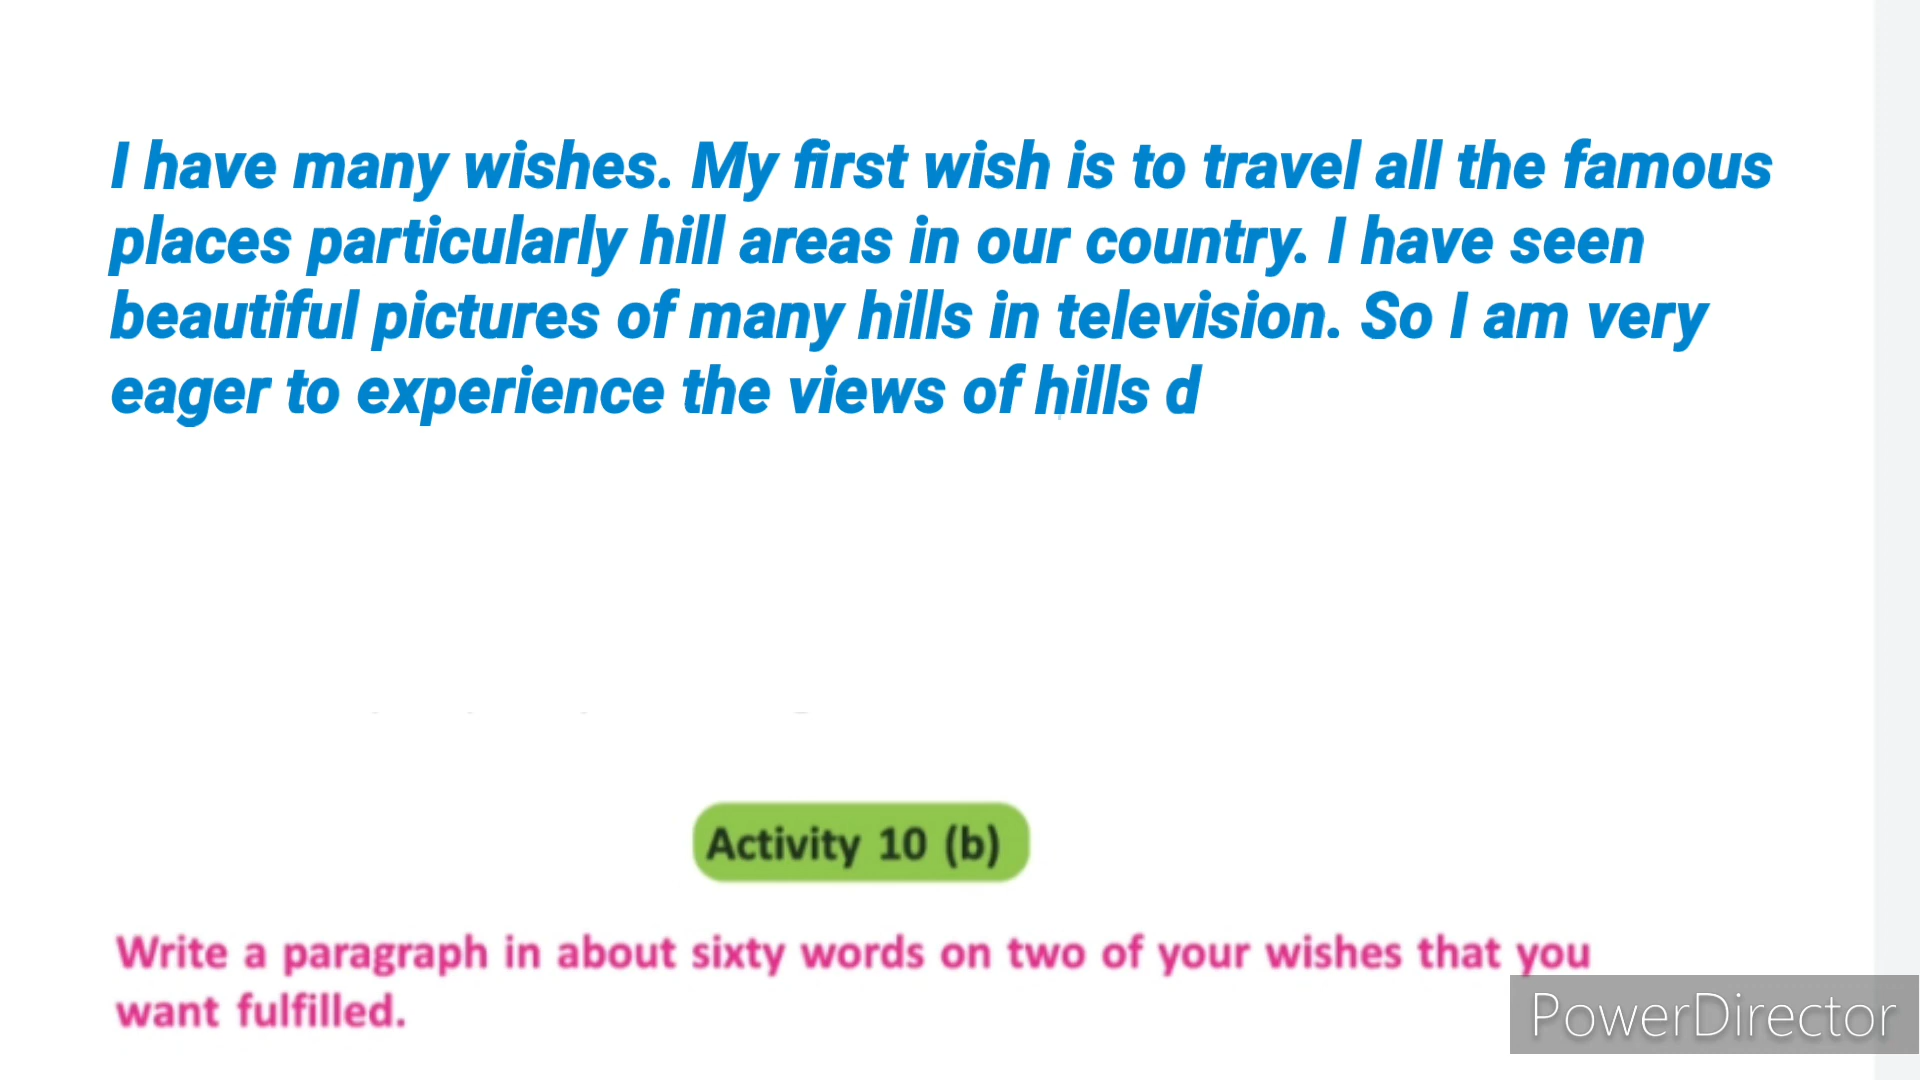 I have many wishes. My first wish is to travel all the famous
places particularly hill areas in our country. I have seen
beautiful pictures of many hills in television. So I am very
eager to experience the views of hills d
Activity 10 (b)
Write a paragraph in about sixty words on two of your wishes that you
want fulfilled.
PowerDirector